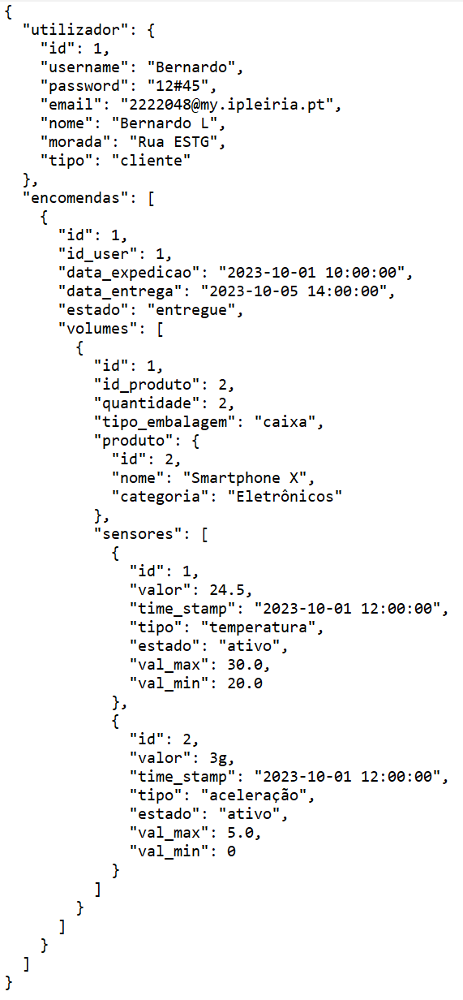 {
  "utilizador": {
    "id": 1,
    "username": "Bernardo",
    "password": "12#45",
    "email": "2222048@my.ipleiria.pt",
    "nome": "Bernardo L",
    "morada": "Rua ESTG",
    "tipo": "cliente"
  },
  "encomendas": [
    {
      "id": 1,
      "id_user": 1,
      "data_expedicao": "2023-10-01 10:00:00",
      "data_entrega": "2023-10-05 14:00:00",
      "estado": "entregue",
      "volumes": [
        {
          "id": 1,
          "id_produto": 2,
          "quantidade": 2,
          "tipo_embalagem": "caixa",
          "produto": {
            "id": 2,
            "nome": "Smartphone X",
            "categoria": "Eletrônicos"
          },
          "sensores": [
            {
              "id": 1,
              "valor": 24.5,
              "time_stamp": "2023-10-01 12:00:00",
              "tipo": "temperatura",
              "estado": "ativo",
              "val_max": 30.0,
              "val_min": 20.0
            },
            {
              "id": 2,
              "valor": 3g,
              "time_stamp": "2023-10-01 12:00:00",
              "tipo": "aceleração",
              "estado": "ativo",
              "val_max": 5.0,
              "val_min": 0
            }
          ]
        }
      ]
    }
  ]
}